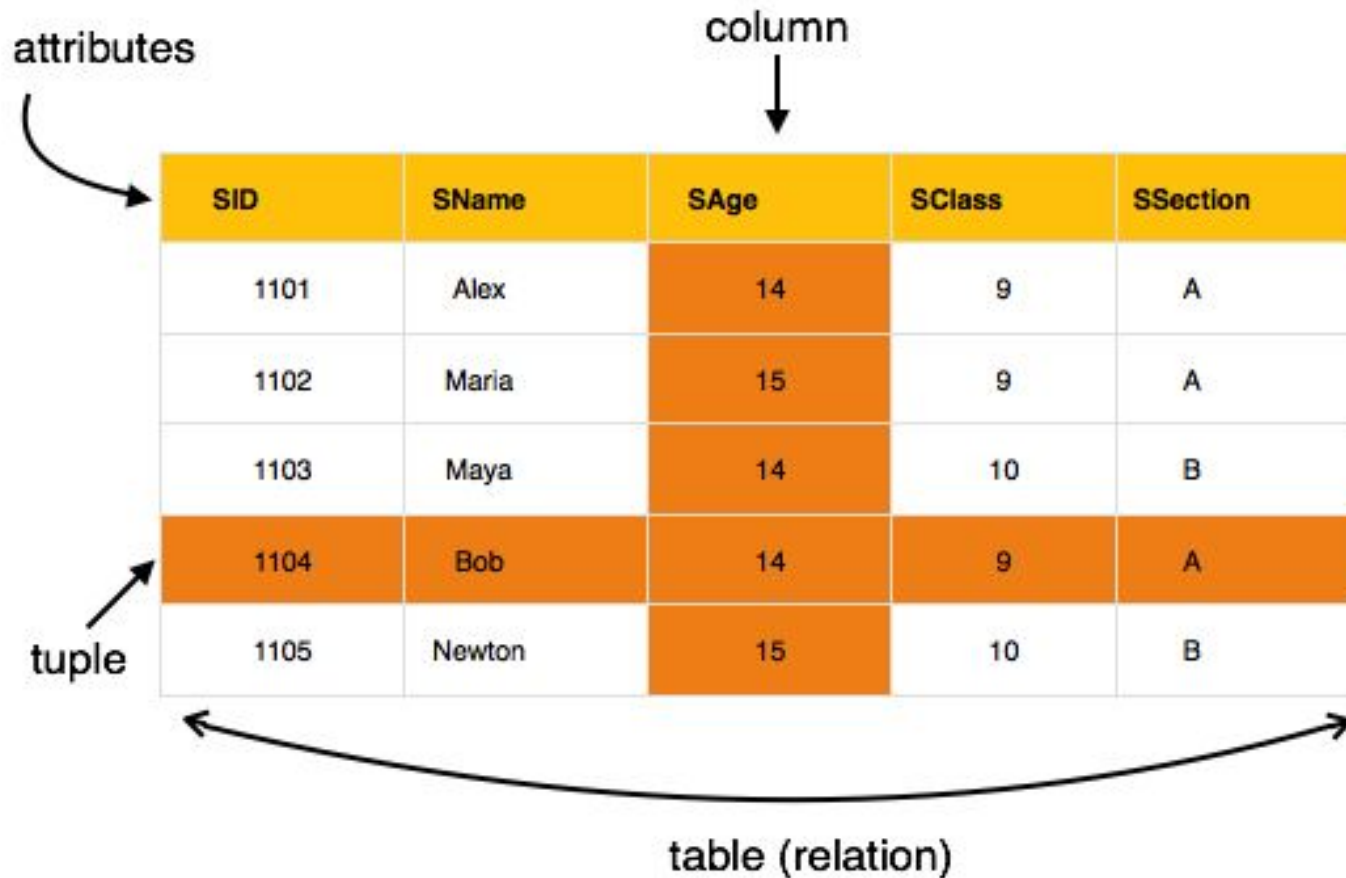 column
attributes
SID SName SAge SClass SSection
1101 Alex 14 9 A
1102 Maria 15 9 A
1103 Maya 14 10 B
1104 Bob 14 9 A
tuple
1105 Newton 15 10 B
table (relation)